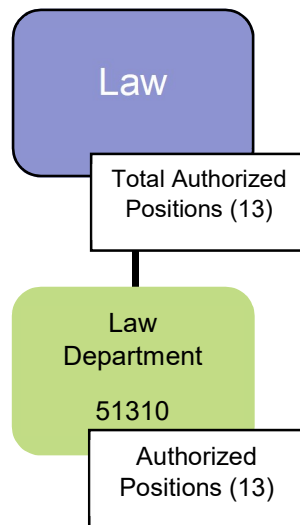 Law
Total Authorized
Positions (13)
Law
Department
51310
Authorized
Positions (13)